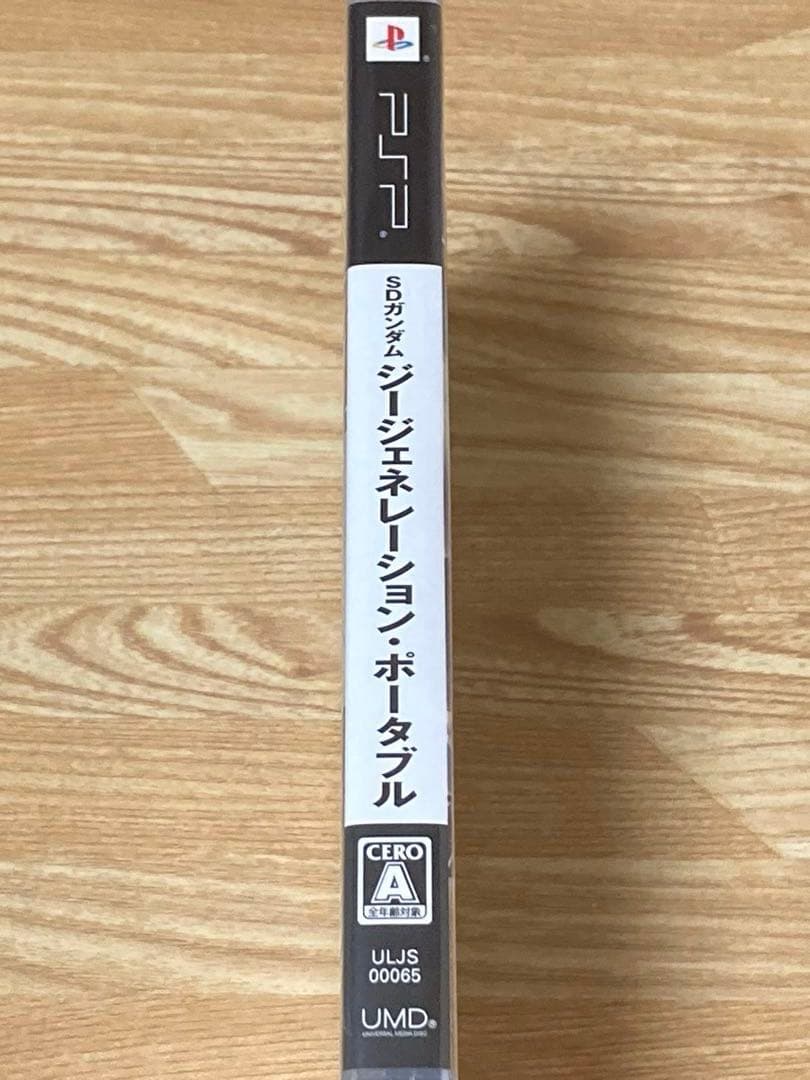 PSP
SDガンダム
ジージェネレーション・ポータブル
CERO
A
全年齢対象
ULJS
00065
UMD
UNIVERSAL MEDIA DISC